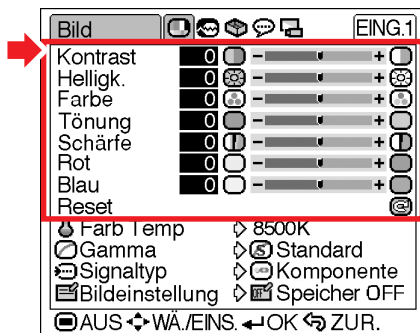 Bild EING.1
Kontrast 0 - +
Helligk. 0 - +
Farbe 0 - +
Tönung 0 - +
Schärfe 0 - +
Rot 0 - +
Blau 0 - +
Reset
Farb Temp 8500K
Gamma Standard
Signaltyp Komponente
Bildeinstellung Speicher OFF
AUS WÄ./EINS. OK ZUR.